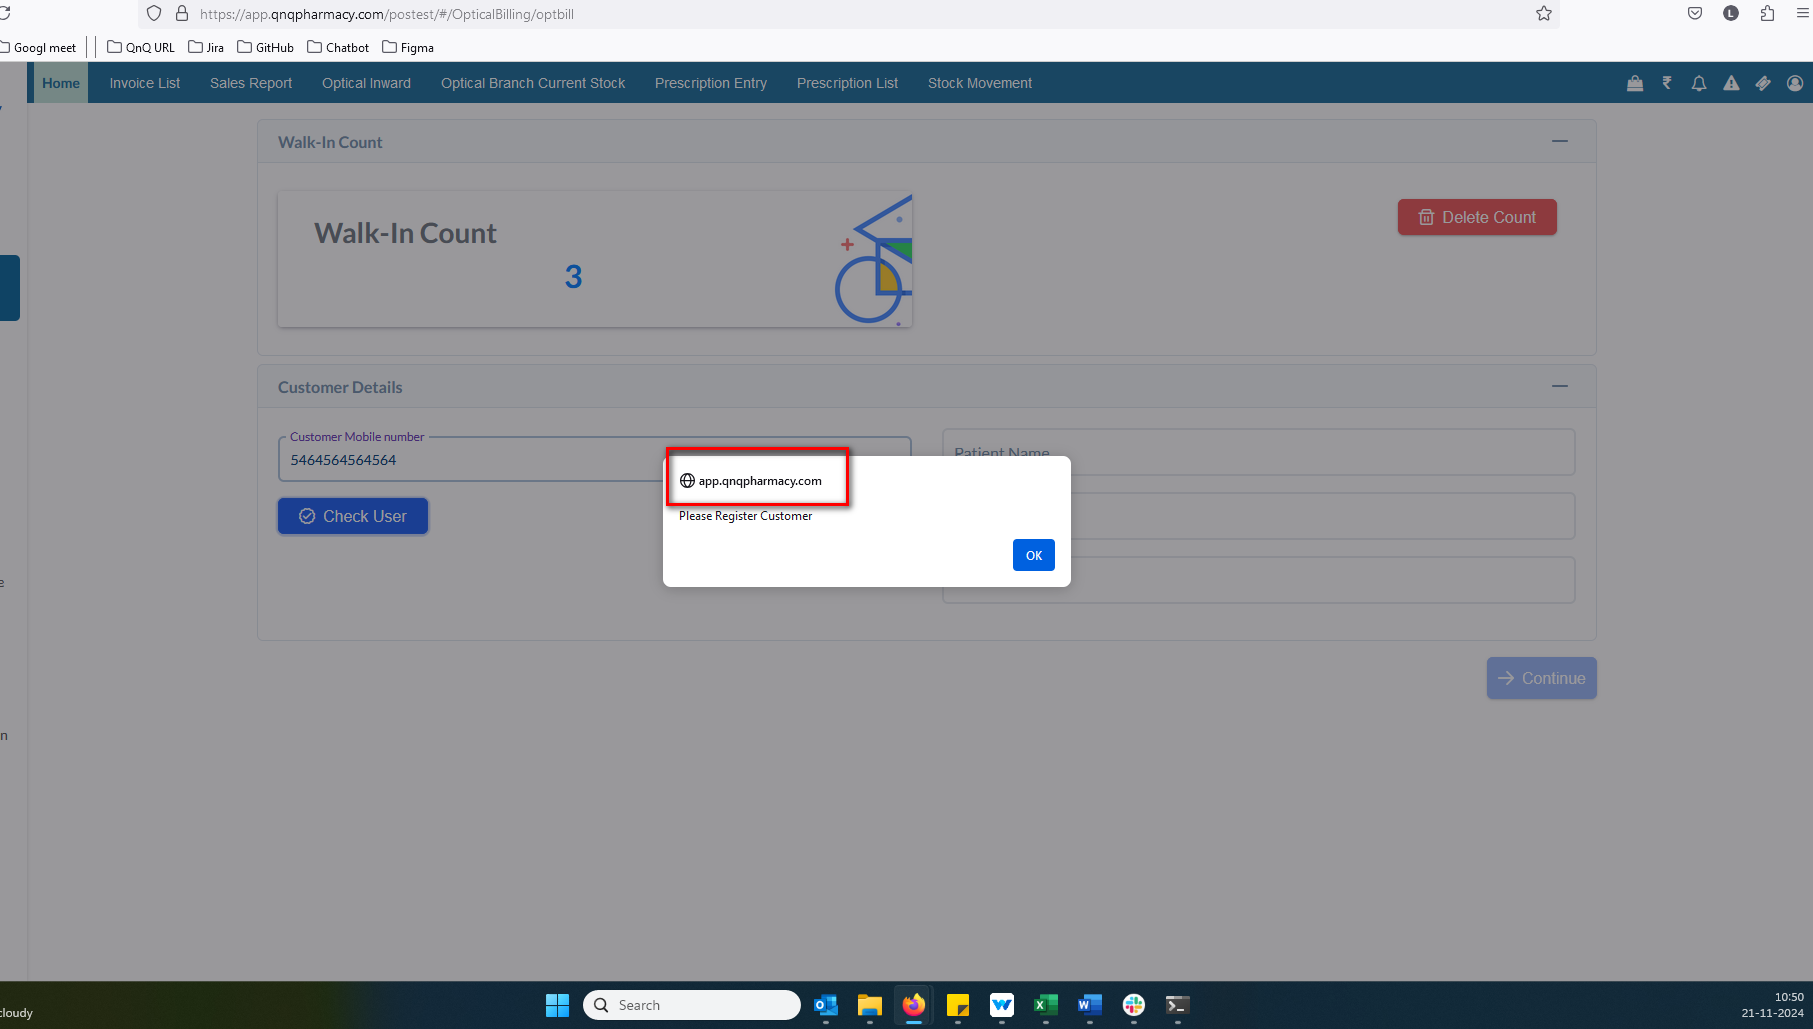 https://app.qnqpharmacy.com/postest/#/OpticalBilling/optbill
L
Googl meet QnQ URL Jira GitHub Chatbot Figma
Home Invoice List Sales Report Optical Inward Optical Branch Current Stock Prescription Entry Prescription List Stock Movement
Walk-In Count
Walk-In Count
3
Delete Count
Customer Details
Customer Mobile number
5464564564564
Patient Name
Check User
app.qnqpharmacy.com
Please Register Customer
OK
e
Continue
n
Search
10:50
21-11-2024
cloudy